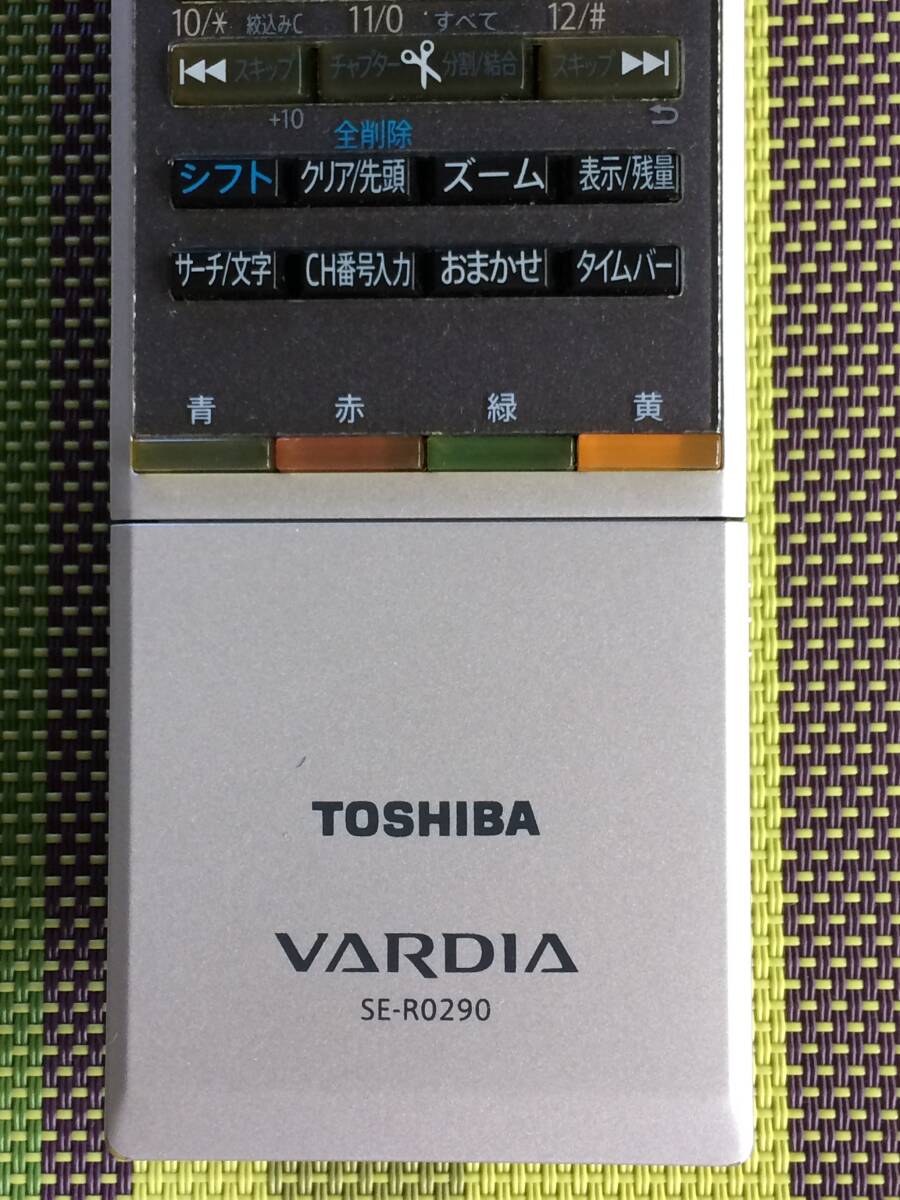 10/* 絞込みC 11/0 ・すべて 12/#
スキップ チャプター 分割/結合 スキップ
+10
全削除
シフト クリア/先頭 ズーム 表示/残量
サーチ/文字 CH番号入力 おまかせ タイムバー
青 赤 緑 黄
TOSHIBA
VARDIA
SE-R0290